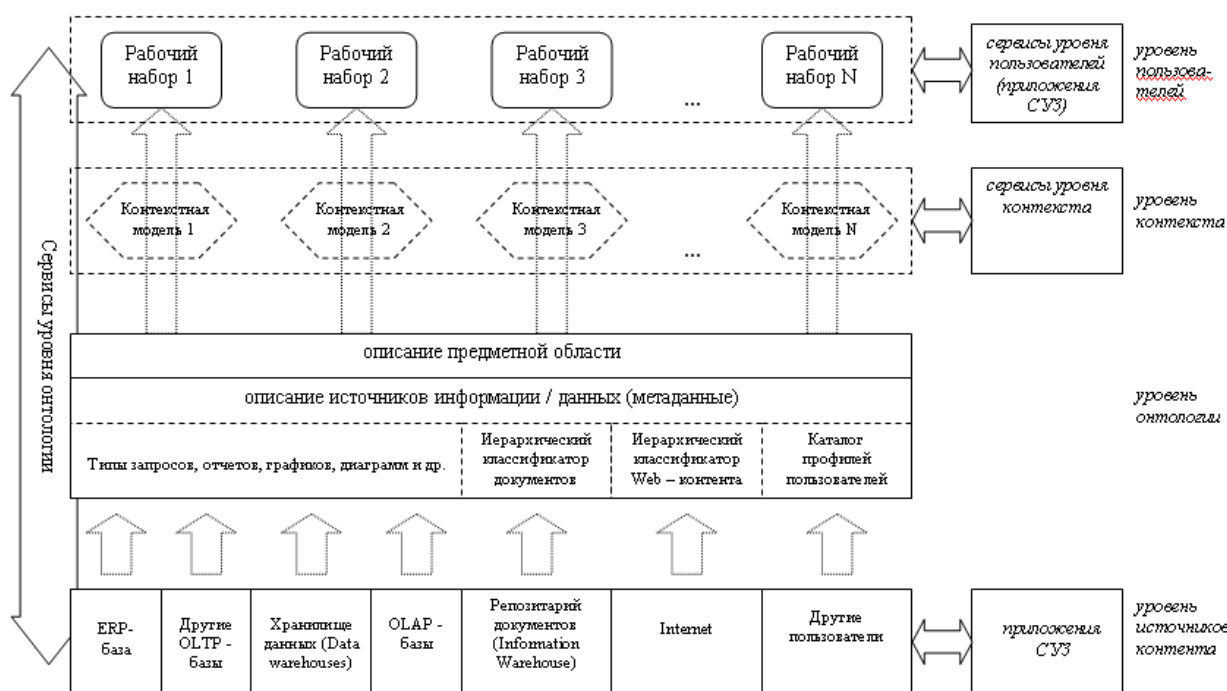 Рабочий
набор 1
Рабочий
набор 2
Рабочий
набор 3
...
Рабочий
набор N
сервисы уровня
пользователей
(приложения
СУЗ)
уровень
пользова-
телей
Контекстная
модель 1
Контекстная
модель 2
Контекстная
модель 3
...
Контекстная
модель N
сервисы уровня
контекста
уровень
контекста
Сервисы уровня онтологии
описание предметной области
описание источников информации / данных (метаданные)
Типы запросов, отчетов, графиков, диаграмм и др.
Иерархический
классификатор
документов
Иерархический
классификатор
Web – контента
Каталог
профилей
пользователей
уровень
онтологии
ERP-
база
Другие
OLTP -
базы
Хранилище
данных (Data
warehouses)
OLAP -
базы
Репозитарий
документов
(Information
Warehouse)
Internet
Другие
пользователи
приложения
СУЗ
уровень
источников
контента